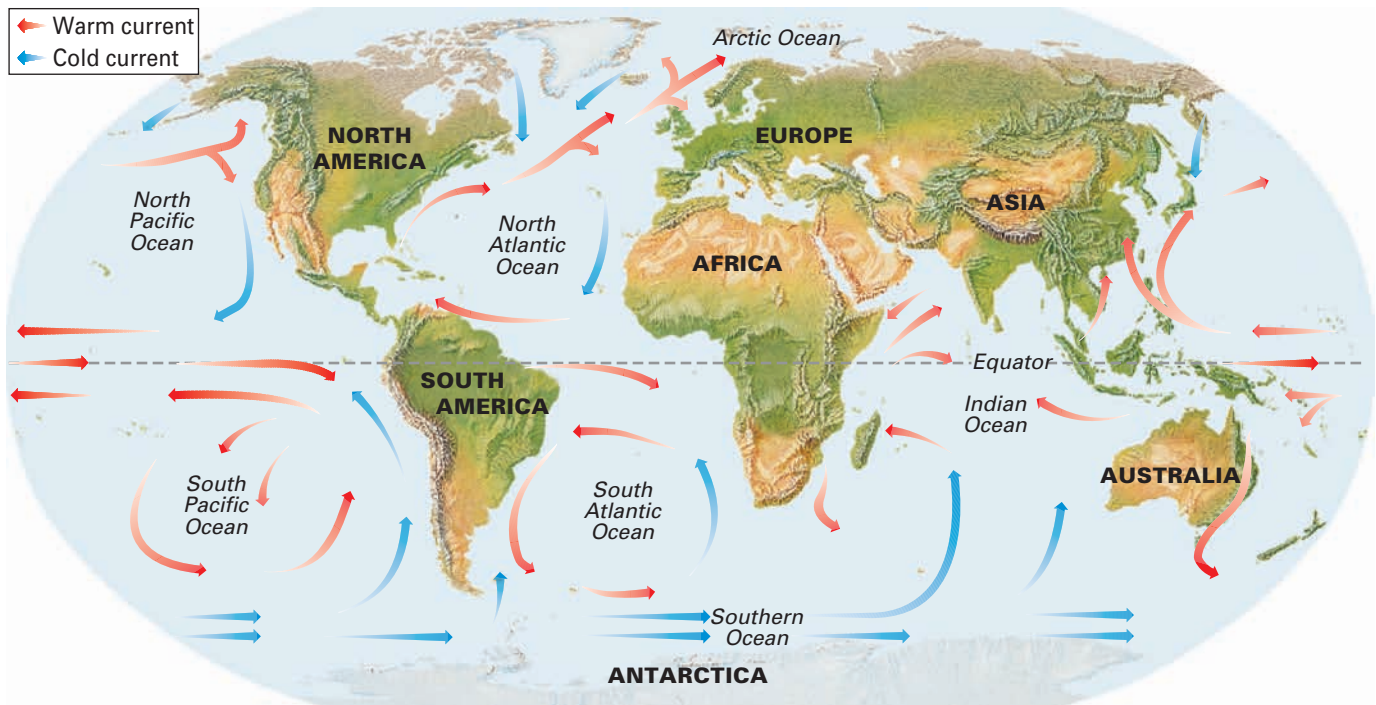 Warm current
Cold current
Arctic Ocean
NORTH
AMERICA
EUROPE
ASIA
North
Pacific
Ocean
North
Atlantic
Ocean
AFRICA
Equator
SOUTH
AMERICA
Indian
Ocean
AUSTRALIA
South
Pacific
Ocean
South
Atlantic
Ocean
Southern
Ocean
ANTARCTICA